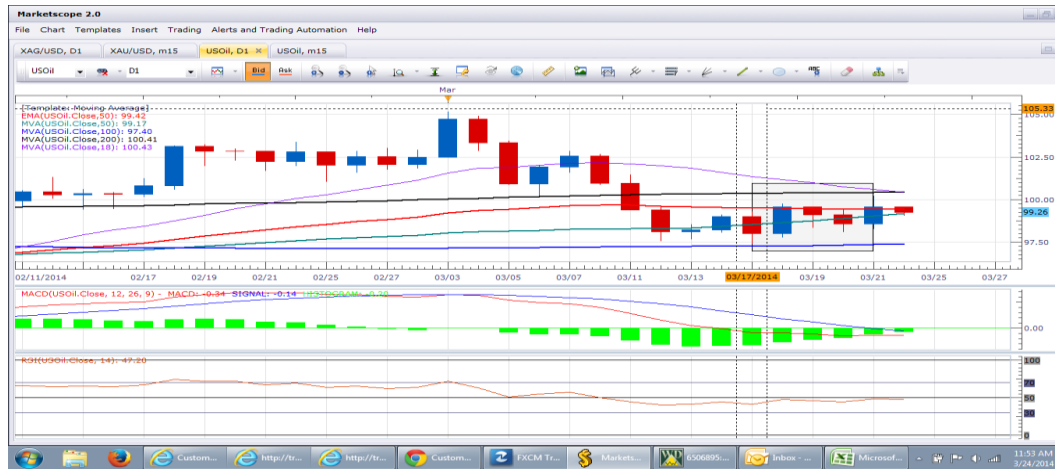 Marketscope 2.0
File Chart Templates Insert Trading Alerts and Trading Automation Help
XAG/USD, D1 XAU/USD, m15 USOil, D1 USOil, m15
USOil D1 Bid Ask
Mar
[Template: Moving Average]
EMA(USOil.Close,50): 99.42
MVA(USOil.Close,50): 99.17
MVA(USOil.Close,100): 97.40
MVA(USOil.Close,200): 100.41
MVA(USOil.Close,18): 100.43
105.33
105.00
102.50
100.00
99.26
97.50
02/11/2014 02/17 02/19 02/21 02/25 02/27 03/03 03/05 03/07 03/11 03/13 03/17/2014 03/19 03/21 03/25 03/27
MACD(USOil.Close, 12, 26, 9) - MACD: -0.34 SIGNAL: -0.14 HISTOGRAM: -0.20
0.00
RSI(USOil.Close, 14): 47.20
100
70
50
30
0
Custom... http://tr... http://tr... Custom... FXCM Tr... Markets... 6506895:... Inbox - ... Microsof...
11:53 AM
3/24/2014